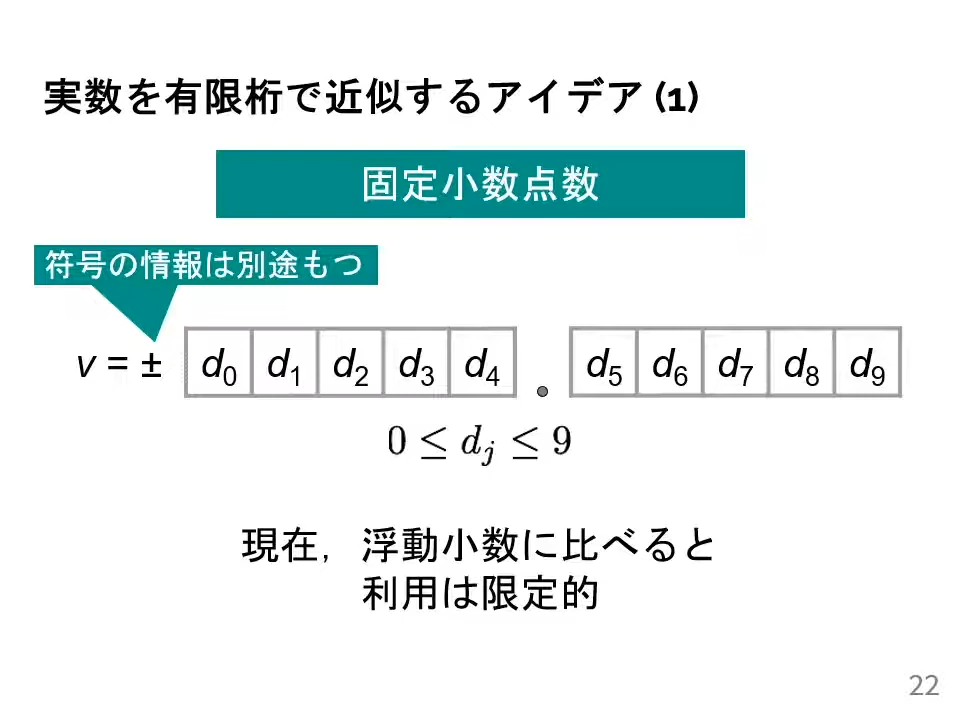 実数を有限桁で近似するアイデア (1)
固定小数点数
符号の情報は別途もつ
v = ± d₀ d₁ d₂ d₃ d₄ . d₅ d₆ d₇ d₈ d₉
0 ≤ dⱼ ≤ 9
現在，浮動小数に比べると
利用は限定的
22